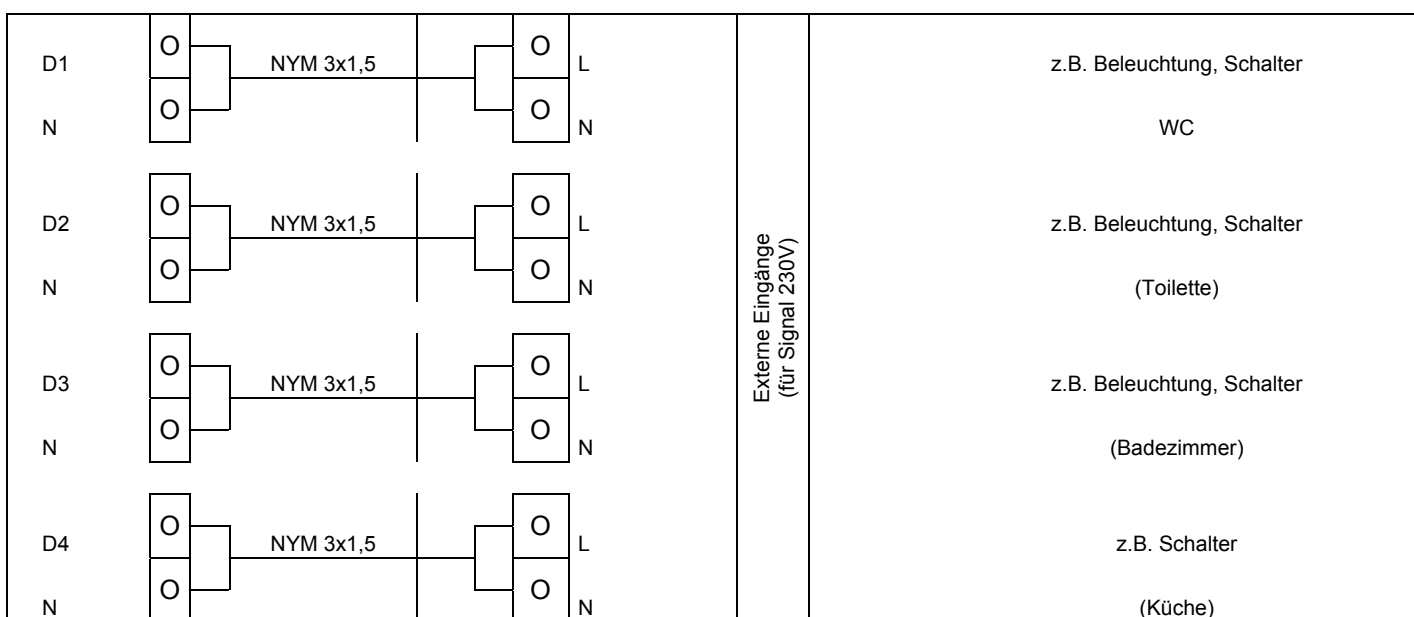 O
O
D1 NYM 3x1,5 L z.B. Beleuchtung, Schalter
O
O
N N WC
O
O
D2 NYM 3x1,5 L z.B. Beleuchtung, Schalter
O
O
N N (Toilette)
Externe Eingänge
(für Signal 230V)
O
O
D3 NYM 3x1,5 L z.B. Beleuchtung, Schalter
O
O
N N (Badezimmer)
O
O
D4 NYM 3x1,5 L z.B. Schalter
O
O
N N (Küche)